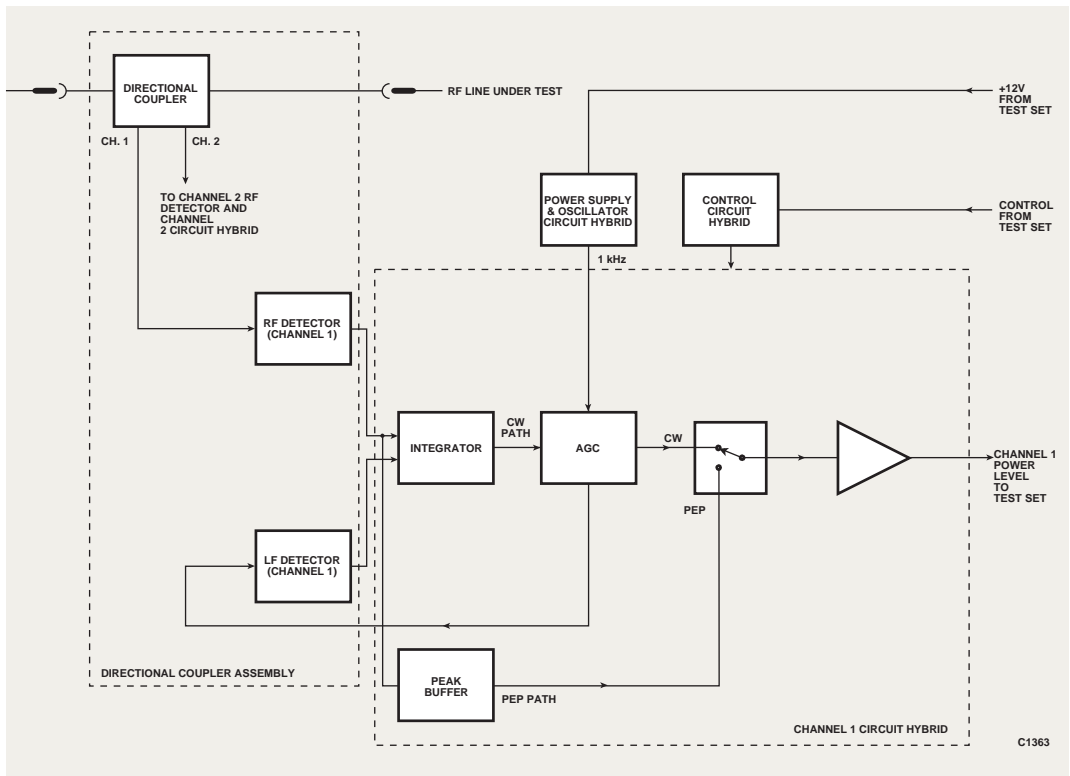 DIRECTIONAL
COUPLER
RF LINE UNDER TEST
+12V
FROM
TEST SET
CH. 1
CH. 2
TO CHANNEL 2 RF
DETECTOR AND
CHANNEL
2 CIRCUIT HYBRID
POWER SUPPLY
& OSCILLATOR
CIRCUIT HYBRID
CONTROL
CIRCUIT
HYBRID
CONTROL
FROM
TEST SET
1 kHz
RF DETECTOR
(CHANNEL 1)
INTEGRATOR
CW
PATH
AGC
CW
PEP
CHANNEL 1
POWER
LEVEL
TO
TEST SET
LF DETECTOR
(CHANNEL 1)
DIRECTIONAL COUPLER ASSEMBLY
PEAK
BUFFER
PEP PATH
CHANNEL 1 CIRCUIT HYBRID
C1363